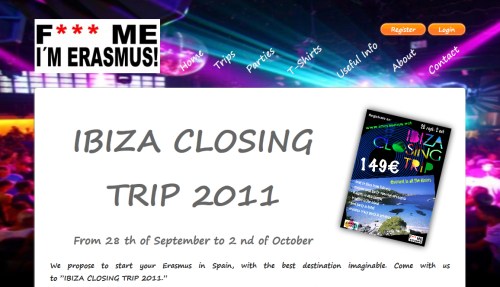 F*** ME
I´M ERASMUS!
Register
Login
Home
Trips
Parties
T-Shirts
Useful Info
About
Contact
IBIZA CLOSING
TRIP 2011
From 28 th of September to 2 nd of October
We propose to start your Erasmus in Spain, with the best destination imaginable. Come with us
to "IBIZA CLOSING TRIP 2011."
IBIZA
CLOSING
TRIP
149€